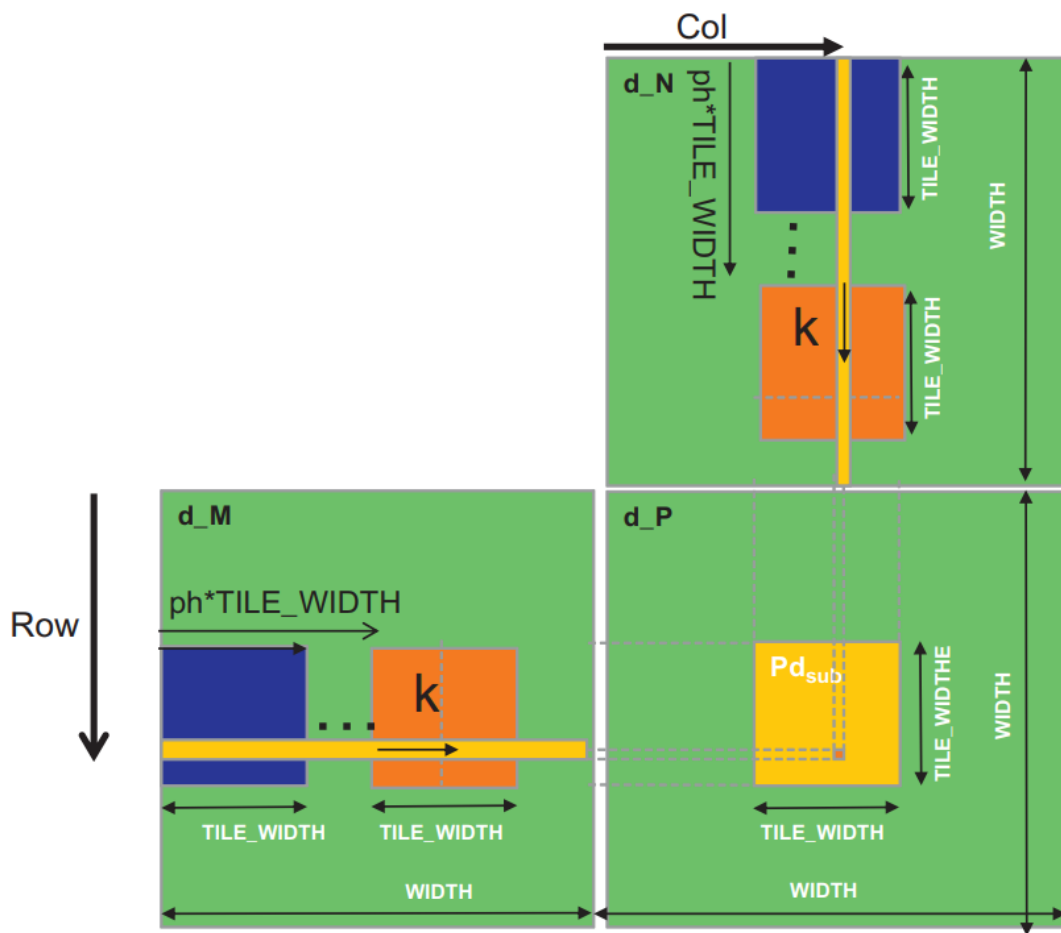 Col
d_N
ph*TILE_WIDTH
TILE_WIDTH
WIDTH
k
TILE_WIDTH
Row
d_M
ph*TILE_WIDTH
k
TILE_WIDTH
TILE_WIDTH
WIDTH
d_P
Pdsub
TILE_WIDTHE
WIDTH
TILE_WIDTH
WIDTH